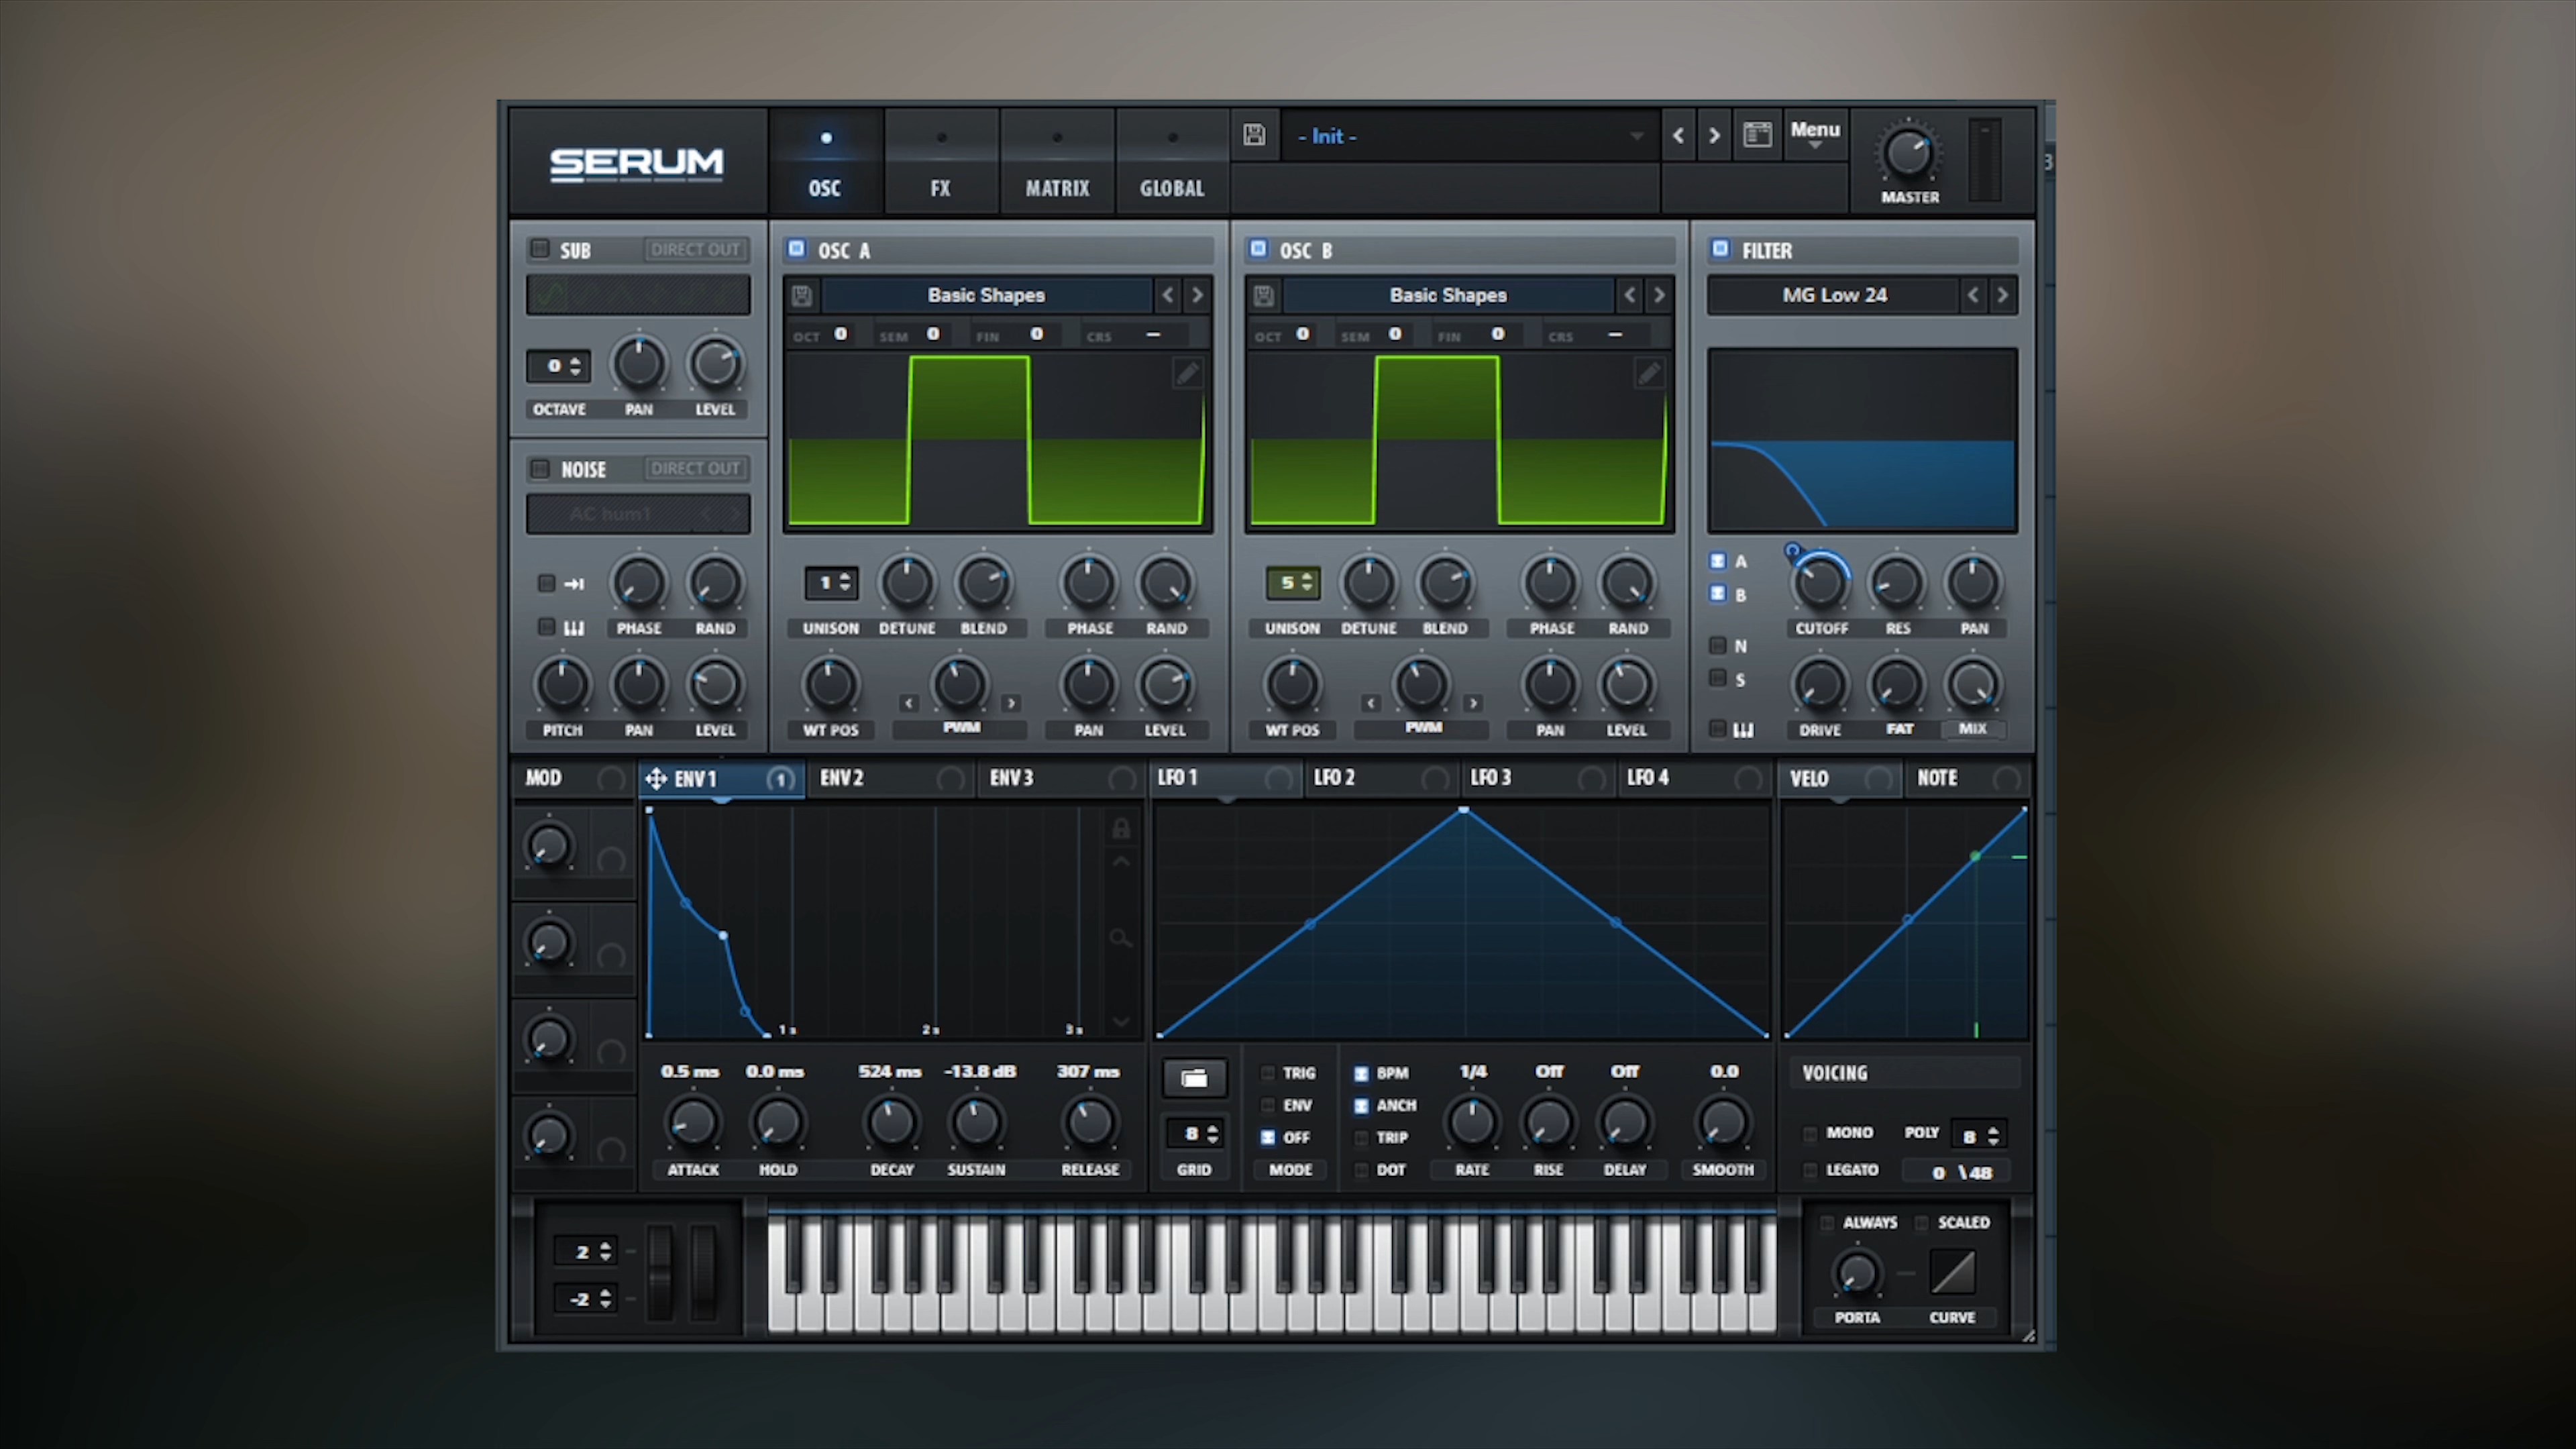 SERUM
OSC
FX
MATRIX
GLOBAL
- Init -
Menu
MASTER
SUB
DIRECT OUT
0
OCTAVE PAN LEVEL
NOISE
DIRECT OUT
AC hum1
PHASE RAND
PITCH PAN LEVEL
OSC A
Basic Shapes
OCT 0 SEM 0 FIN 0 CRS –
1
UNISON DETUNE BLEND PHASE RAND
WT POS PWM PAN LEVEL
OSC B
Basic Shapes
OCT 0 SEM 0 FIN 0 CRS –
5
UNISON DETUNE BLEND PHASE RAND
WT POS PWM PAN LEVEL
FILTER
MG Low 24
A
B
N
S
CUTOFF RES PAN
DRIVE FAT MIX
MOD
ENV 1 1
ENV 2
ENV 3
LFO 1
LFO 2
LFO 3
LFO 4
VELO
NOTE
1s 2s 3s
0.5 ms 0.0 ms 524 ms -13.8 dB 307 ms
ATTACK HOLD DECAY SUSTAIN RELEASE
8
GRID
TRIG
ENV
OFF
MODE
BPM
ANCH
TRIP
DOT
1/4 Off Off 0.0
RATE RISE DELAY SMOOTH
VOICING
MONO POLY 8
LEGATO 0 \48
2
-2
ALWAYS SCALED
PORTA CURVE